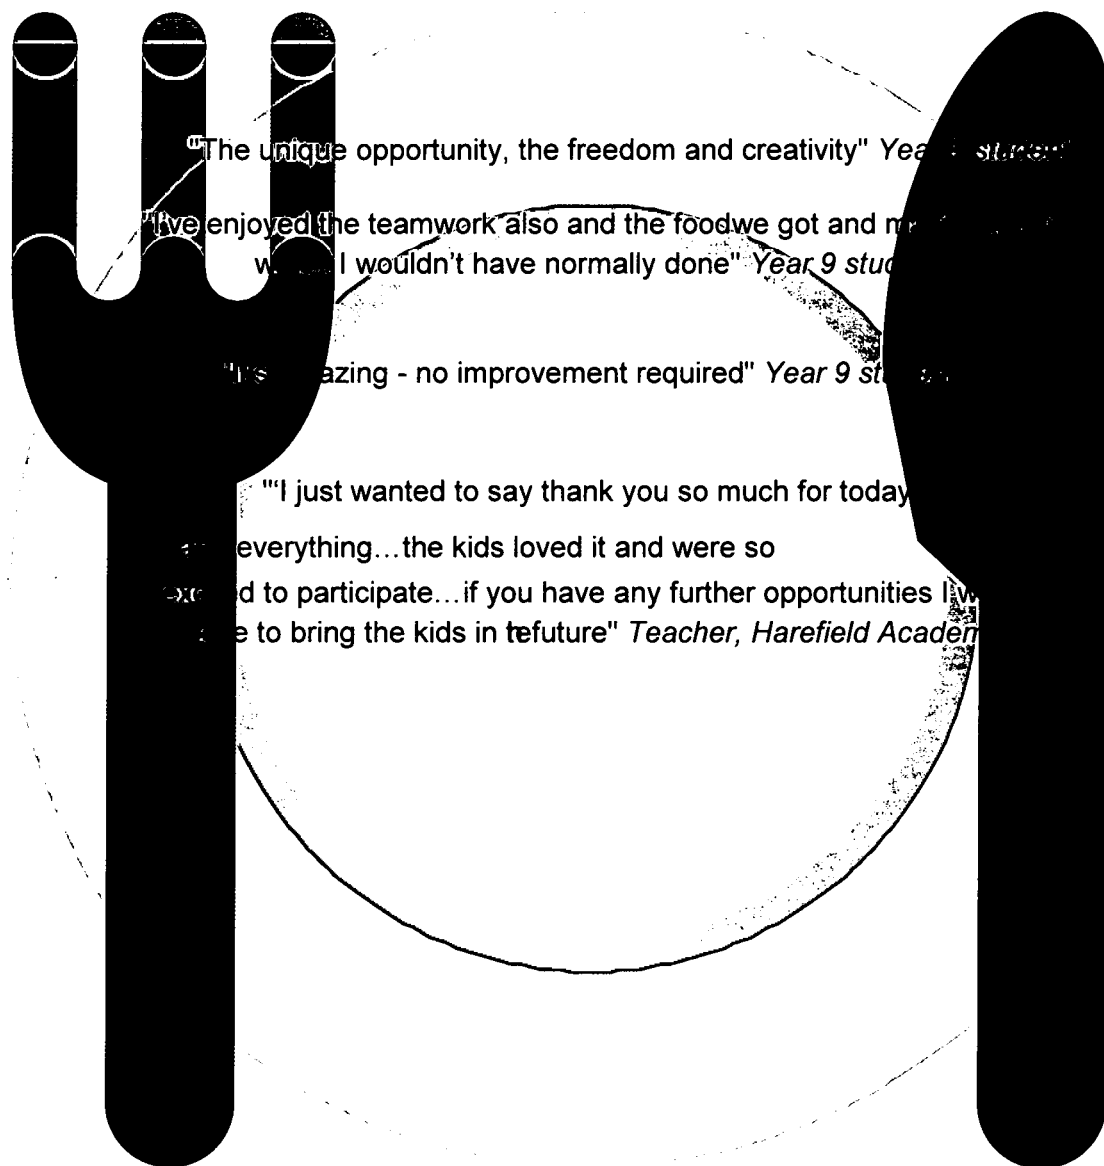 "The unique opportunity, the freedom and creativity" Year student
"I've enjoyed the teamwork also and the foodwe got and
I wouldn't have normally done" Year 9
- no improvement required" Year 9
"'I just wanted to say thank you so much for today
everything…the kids loved it and were so
to participate…if you have any further opportunities I
to bring the kids in tefuture" Teacher, Harefield